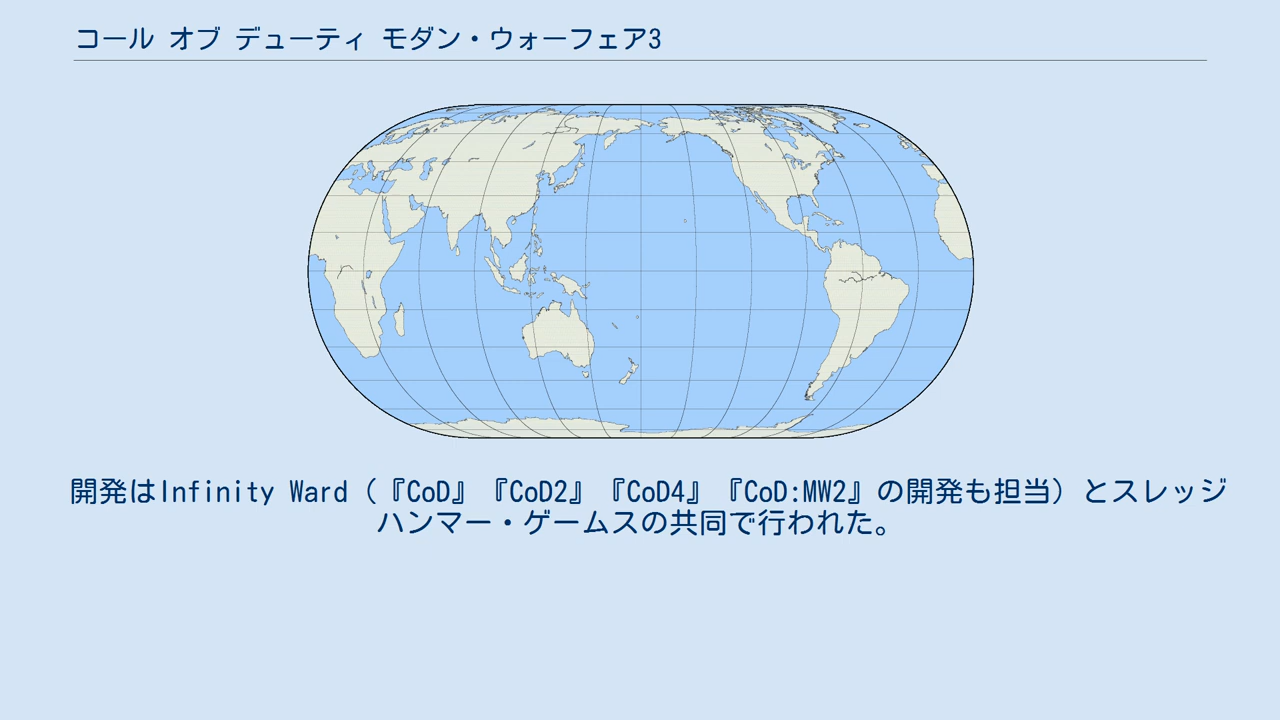 コール オブ デューティ モダン・ウォーフェア3
開発はInfinity Ward（『CoD』『CoD2』『CoD4』『CoD:MW2』の開発も担当）とスレッジ
ハンマー・ゲームスの共同で行われた。